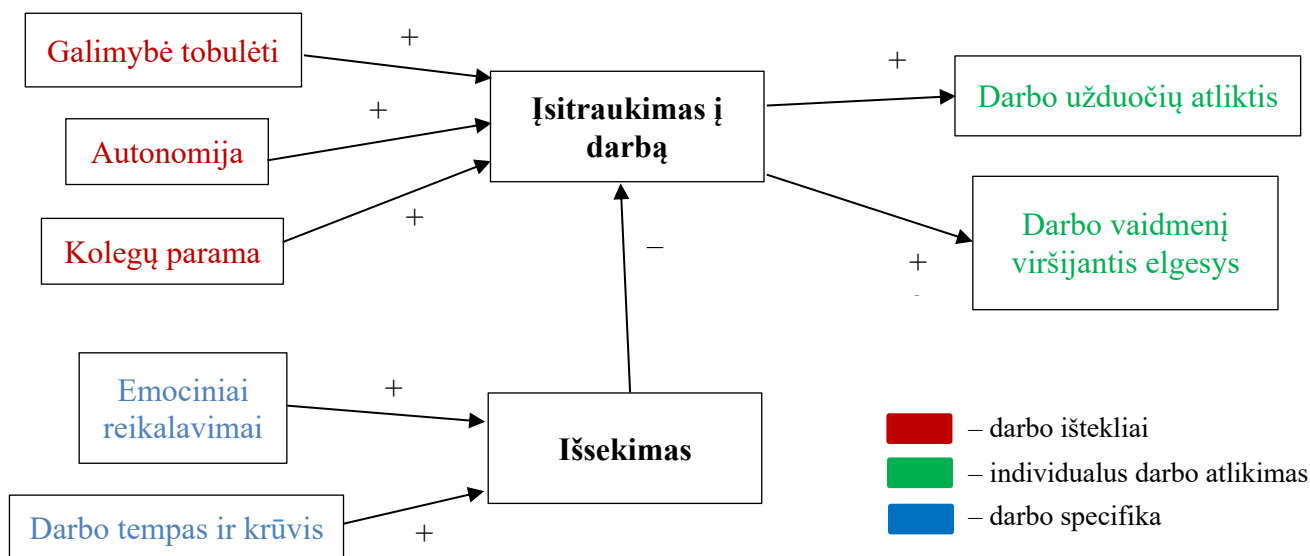 Galimybė tobulėti
+
Autonomija
+
Kolegų parama
+
Įsitraukimas į
darbą
+
Darbo užduočių atliktis
Darbo vaidmenį
viršijantis elgesys
+
–
Emociniai
reikalavimai
+
Išsekimas
Darbo tempas ir krūvis
+
– darbo ištekliai
– individualus darbo atlikimas
– darbo specifika